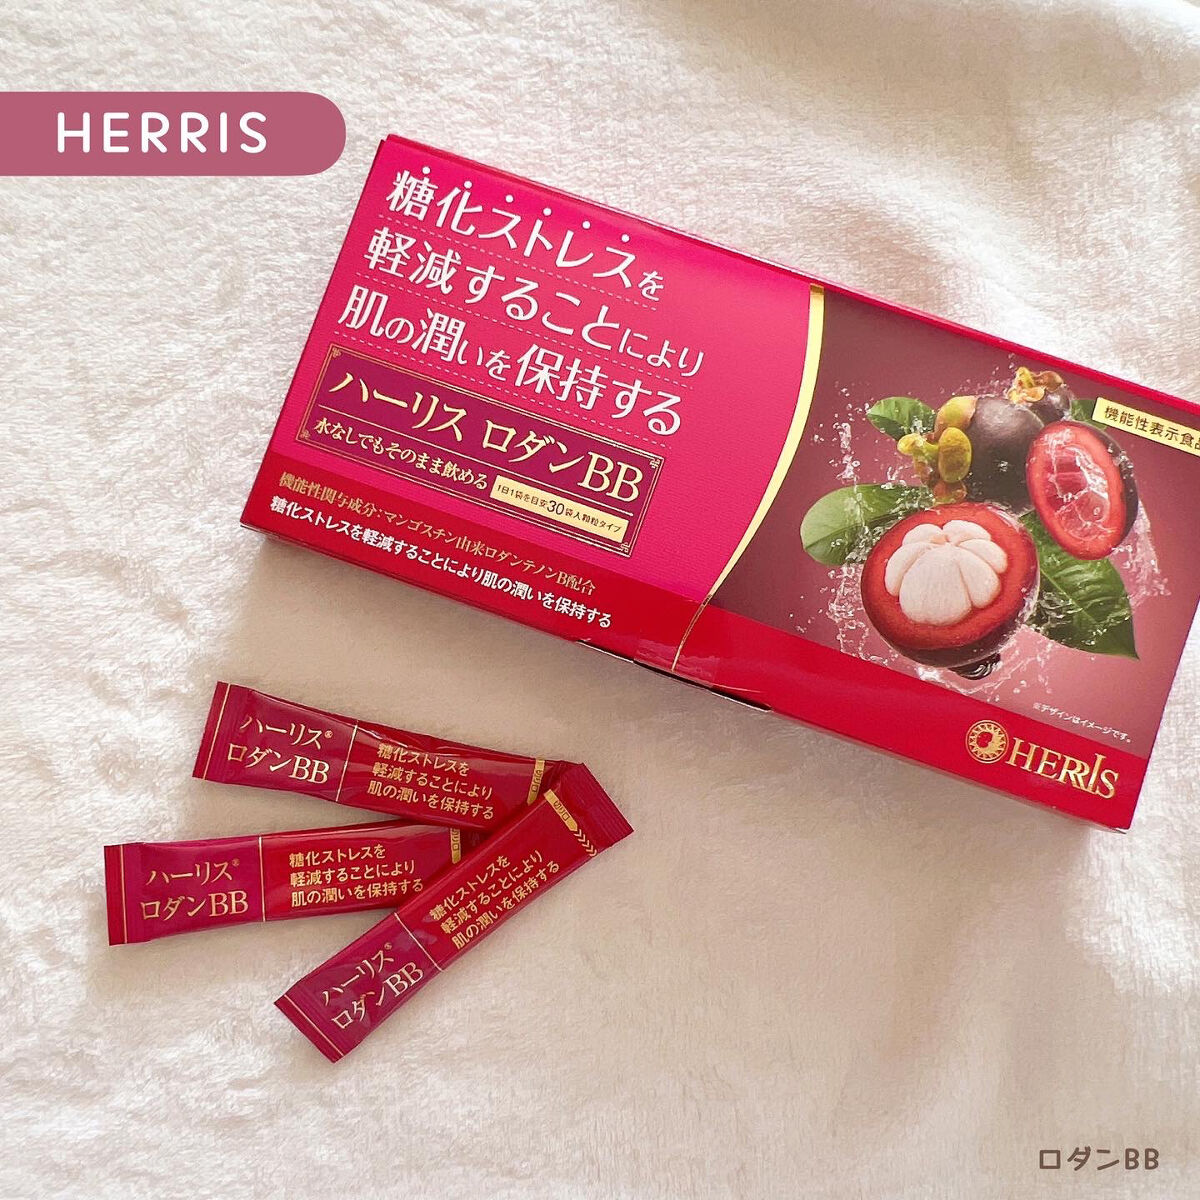 HERRIS
糖化ストレスを
軽減することにより
肌の潤いを保持する
ハーリス ロダンBB
水なしでもそのまま飲める
1日1袋を目安30袋入顆粒タイプ
機能性関与成分:マンゴスチン由来ロダンテノンB配合
糖化ストレスを軽減することにより肌の潤いを保持する
機能性表示食品
※デザインはイメージです。
HERRIS
ハーリス®
ロダンBB
糖化ストレスを
軽減することにより
肌の潤いを保持する
ハーリス®
ロダンBB
糖化ストレスを
軽減することにより
肌の潤いを保持する
ハーリス®
ロダンBB
糖化ストレスを
軽減することにより
肌の潤いを保持する
ロダンBB